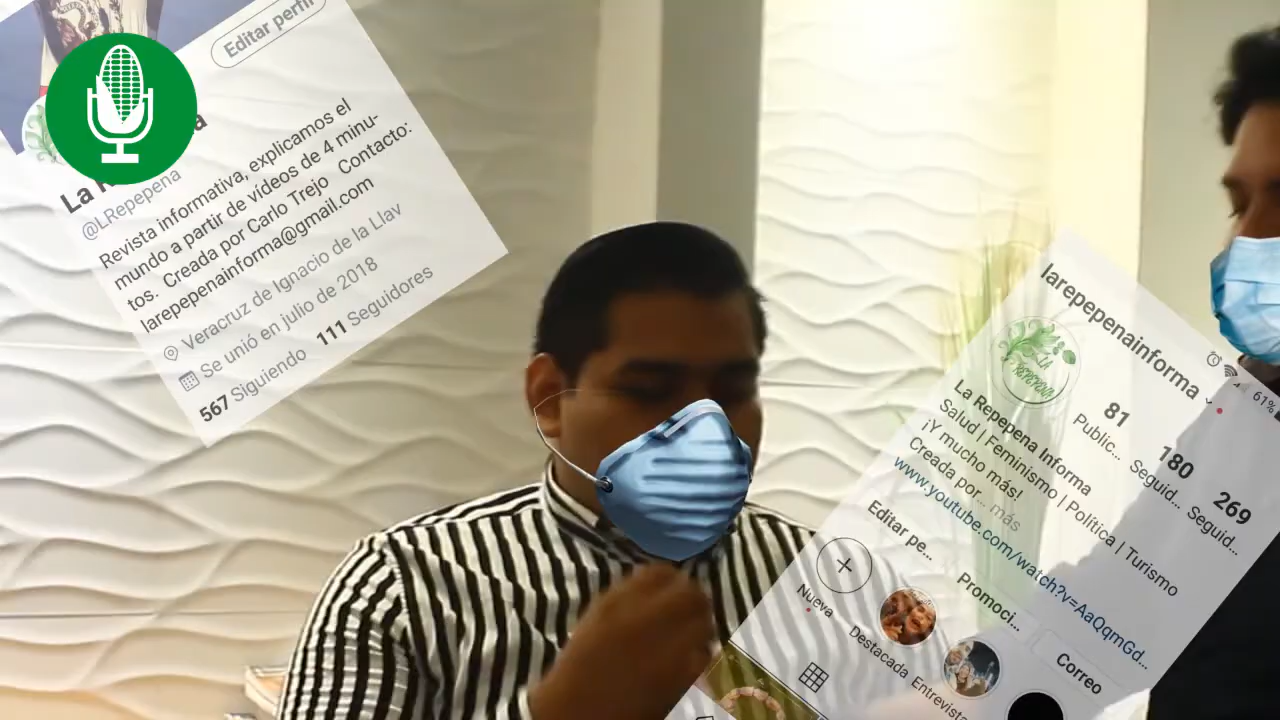 Editar perfil
La
@LRepepena
Revista informativa, explicamos el
mundo a partir de vídeos de 4 minu-
tos. Creada por Carlo Trejo Contacto:
larepepenainforma@gmail.com
Veracruz de Ignacio de la Llav
Se unió en julio de 2018
567 Siguiendo 111 Seguidores
larepepenainforma
61%
81 180 269
Public... Seguid... Seguid...
La Repepena Informa
Salud | Feminismo | Política | Turismo
¡Y mucho más!
Creada por... más
www.youtube.com/watch?v=AaQqmGd...
Editar pe... Promoci... Correo
Nueva Destacada Entrevista